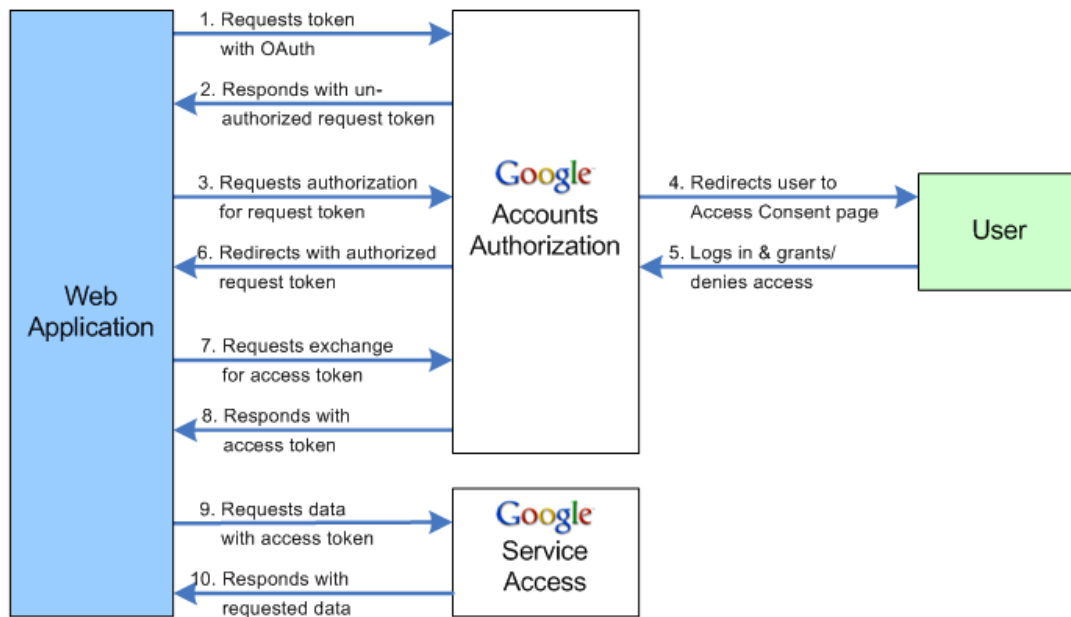 1. Requests token
with OAuth
2. Responds with un-
authorized request token
3. Requests authorization
for request token
6. Redirects with authorized
request token
7. Requests exchange
for access token
8. Responds with
access token
9. Requests data
with access token
10. Responds with
requested data
Web
Application
Google
Accounts
Authorization
Google
Service
Access
4. Redirects user to
Access Consent page
5. Logs in & grants/
denies access
User